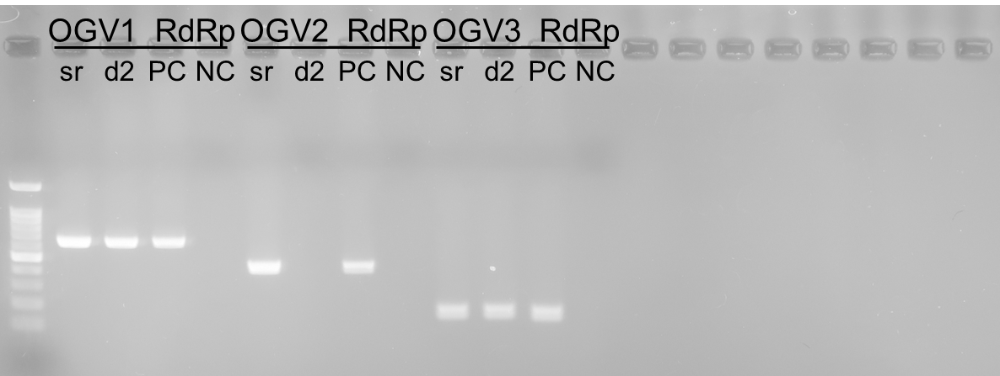 OGV1 RdRp OGV2 RdRp OGV3 RdRp
sr d2 PC NC sr d2 PC NC sr d2 PC NC